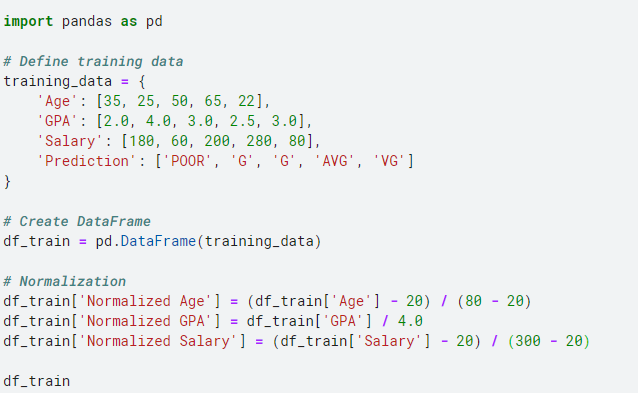 import pandas as pd
# Define training data
training_data = {
    'Age': [35, 25, 50, 65, 22],
    'GPA': [2.0, 4.0, 3.0, 2.5, 3.0],
    'Salary': [180, 60, 200, 280, 80],
    'Prediction': ['POOR', 'G', 'G', 'AVG', 'VG']
}
# Create DataFrame
df_train = pd.DataFrame(training_data)
# Normalization
df_train['Normalized Age'] = (df_train['Age'] - 20) / (80 - 20)
df_train['Normalized GPA'] = df_train['GPA'] / 4.0
df_train['Normalized Salary'] = (df_train['Salary'] - 20) / (300 - 20)
df_train